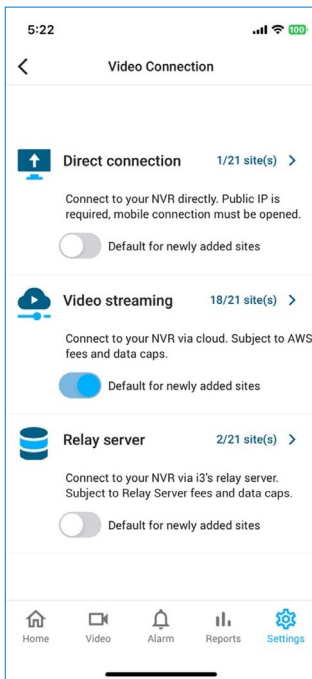 5:22
100
Video Connection
Direct connection
1/21 site(s)
Connect to your NVR directly. Public IP is
required, mobile connection must be opened.
Default for newly added sites
Video streaming
18/21 site(s)
Connect to your NVR via cloud. Subject to AWS
fees and data caps.
Default for newly added sites
Relay server
2/21 site(s)
Connect to your NVR via i3's relay server.
Subject to Relay Server fees and data caps.
Default for newly added sites
Home
Video
Alarm
Reports
Settings